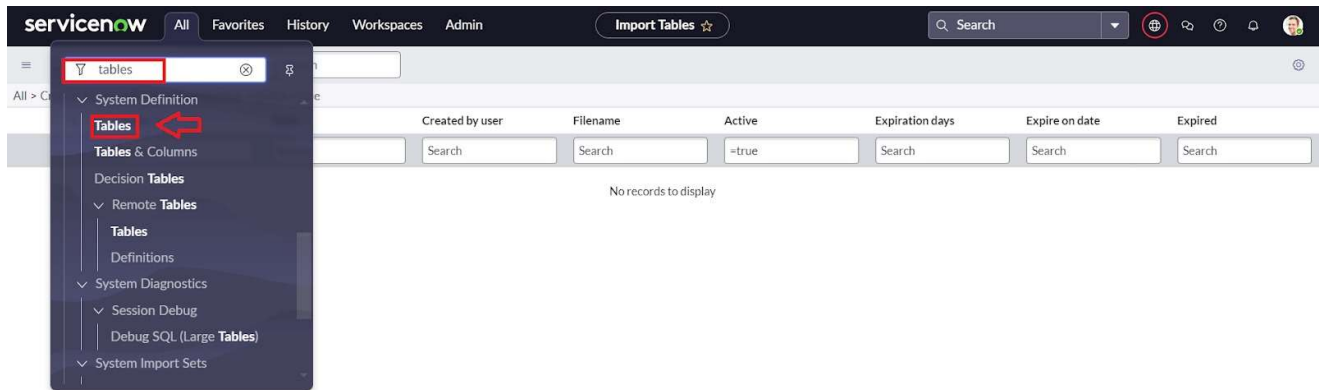 servicenow All Favorites History Workspaces Admin Import Tables Search
tables
All > Cr
System Definition
Tables
Created by user Filename Active Expiration days Expire on date Expired
Tables & Columns
Search Search =true Search Search Search
Decision Tables
No records to display
Remote Tables
Tables
Definitions
System Diagnostics
Session Debug
Debug SQL (Large Tables)
System Import Sets